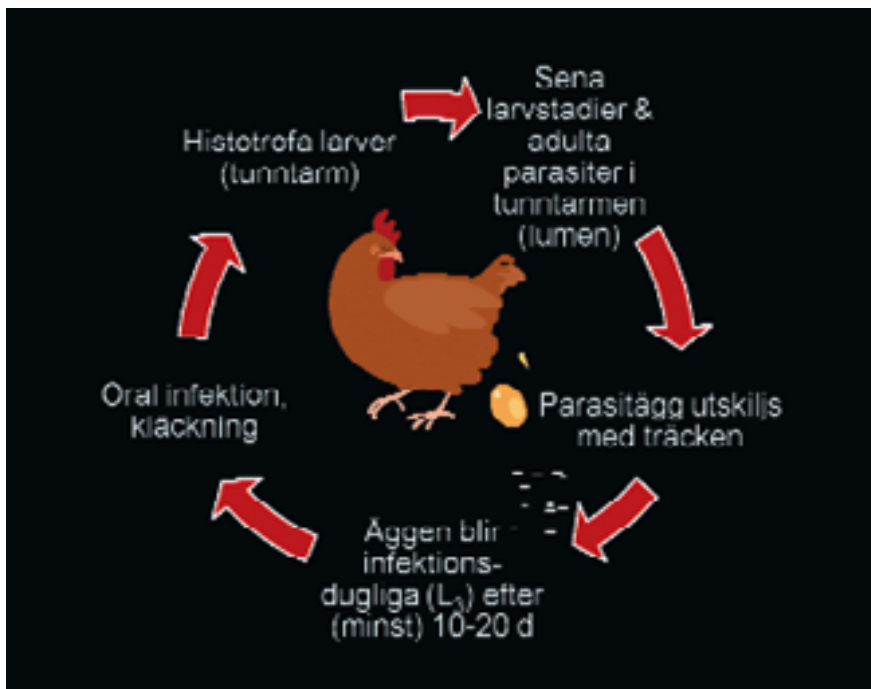 Sena
larvstadier &
adulta
parasiter i
tunntarmen
(lumen)
Histotrofa larver
(tunntarm)
Oral infektion,
kläckning
Parasitägg utskiljs
med träcken
Äggen blir
infektions-
dugliga (L₃) efter
(minst) 10-20 d